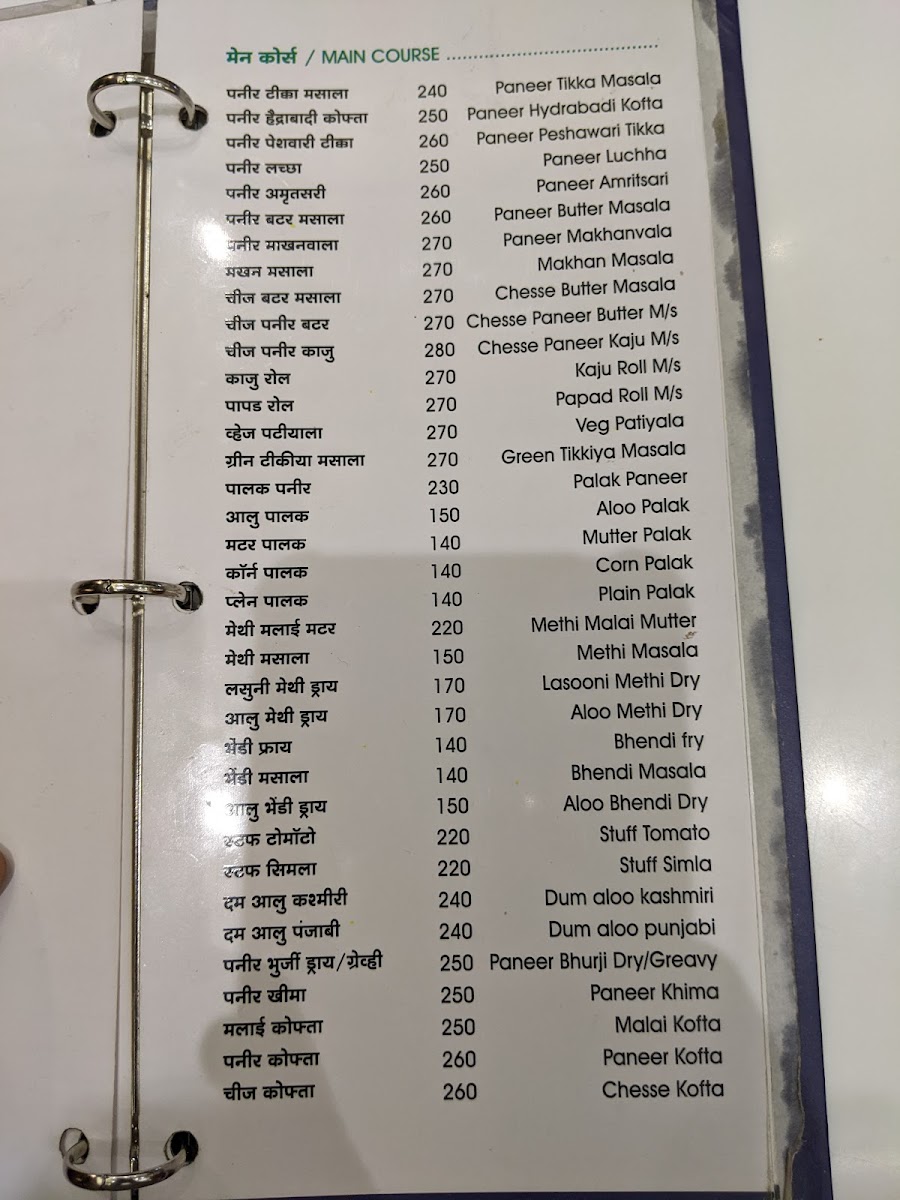 मेन कोर्स / MAIN COURSE ........................................
पनीर टीका मसाला 240 Paneer Tikka Masala
पनीर हैद्राबादी कोफ्ता 250 Paneer Hydrabadi Kofta
पनीर पेशवारी टीका 260 Paneer Peshawari Tikka
पनीर लच्छा 250 Paneer Luchha
पनीर अमृतसरी 260 Paneer Amritsari
पनीर बटर मसाला 260 Paneer Butter Masala
पनीर माखनवाला 270 Paneer Makhanvala
मखन मसाला 270 Makhan Masala
चीज बटर मसाला 270 Chesse Butter Masala
चीज पनीर बटर 270 Chesse Paneer Butter M/s
चीज पनीर काजु 280 Chesse Paneer Kaju M/s
काजु रोल 270 Kaju Roll M/s
पापड रोल 270 Papad Roll M/s
व्हेज पटीयाला 270 Veg Patiyala
ग्रीन टीकीया मसाला 270 Green Tikkiya Masala
पालक पनीर 230 Palak Paneer
आलु पालक 150 Aloo Palak
मटर पालक 140 Mutter Palak
कॉर्न पालक 140 Corn Palak
प्लेन पालक 140 Plain Palak
मेथी मलाई मटर 220 Methi Malai Mutter
मेथी मसाला 150 Methi Masala
लसुनी मेथी ड्राय 170 Lasooni Methi Dry
आलु मेथी ड्राय 170 Aloo Methi Dry
भेंडी फ्राय 140 Bhendi fry
भेंडी मसाला 140 Bhendi Masala
आलु भेंडी ड्राय 150 Aloo Bhendi Dry
स्टफ टोमॉटो 220 Stuff Tomato
स्टफ सिमला 220 Stuff Simla
दम आलु कश्मीरी 240 Dum aloo kashmiri
दम आलु पंजाबी 240 Dum aloo punjabi
पनीर भुर्जी ड्राय/ग्रेव्ही 250 Paneer Bhurji Dry/Greavy
पनीर खीमा 250 Paneer Khima
मलाई कोफ्ता 250 Malai Kofta
पनीर कोफ्ता 260 Paneer Kofta
चीज कोफ्ता 260 Chesse Kofta